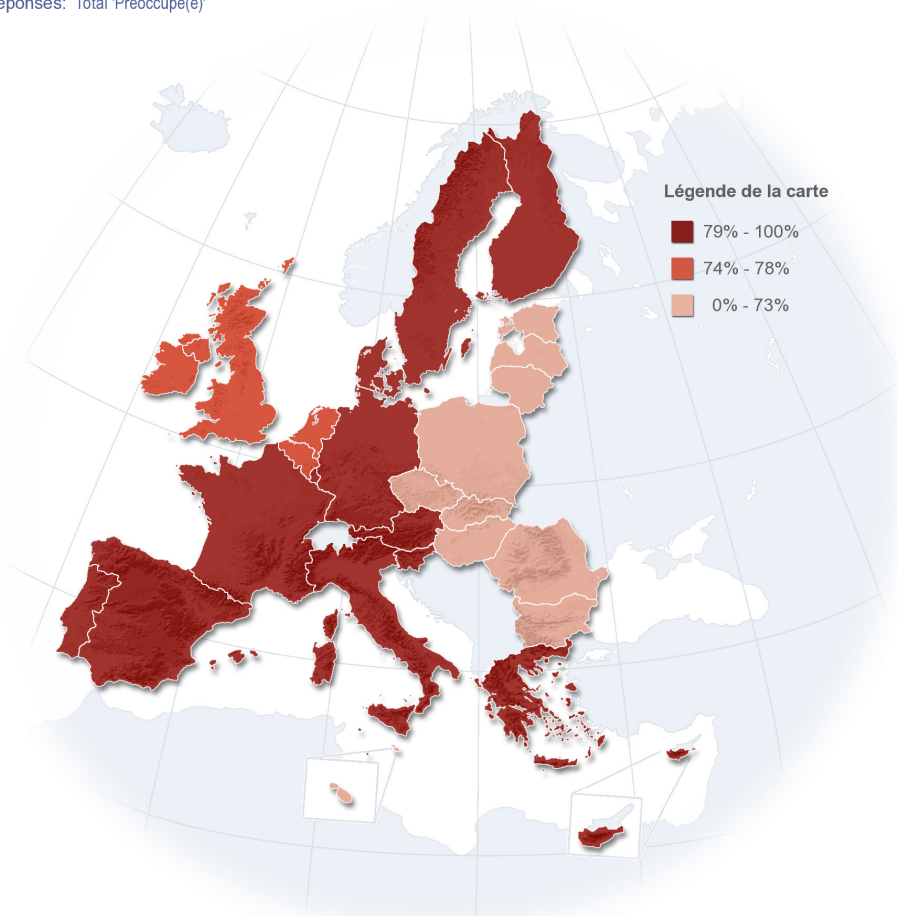 éponses: Total 'Préoccupé(e)'
Légende de la carte
79% - 100%
74% - 78%
0% - 73%